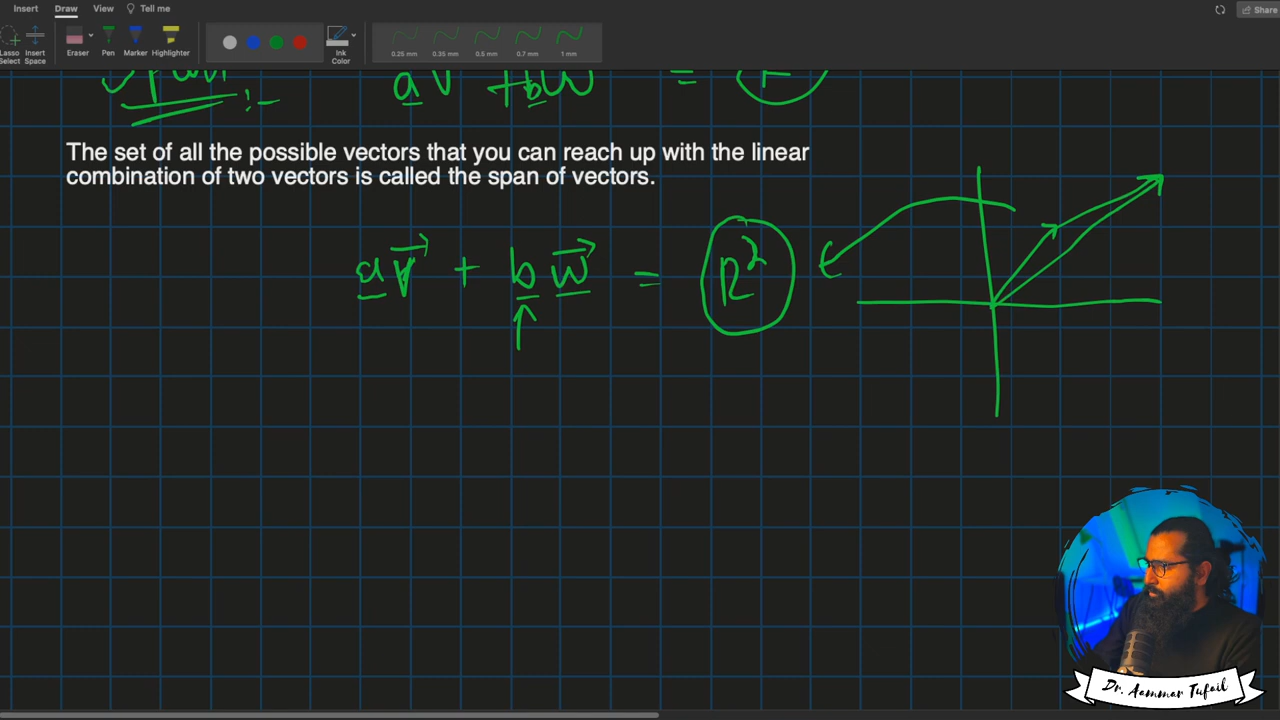 Insert Draw View Tell me Share
Lasso Select Insert Space Eraser Pen Marker Highlighter Ink Color 0.25 mm 0.35 mm 0.5 mm 0.7 mm 1 mm
:- a v + b w =
The set of all the possible vectors that you can reach up with the linear
combination of two vectors is called the span of vectors.
a v⃗ + b w⃗ = R²
Dr. Aammar Tufail